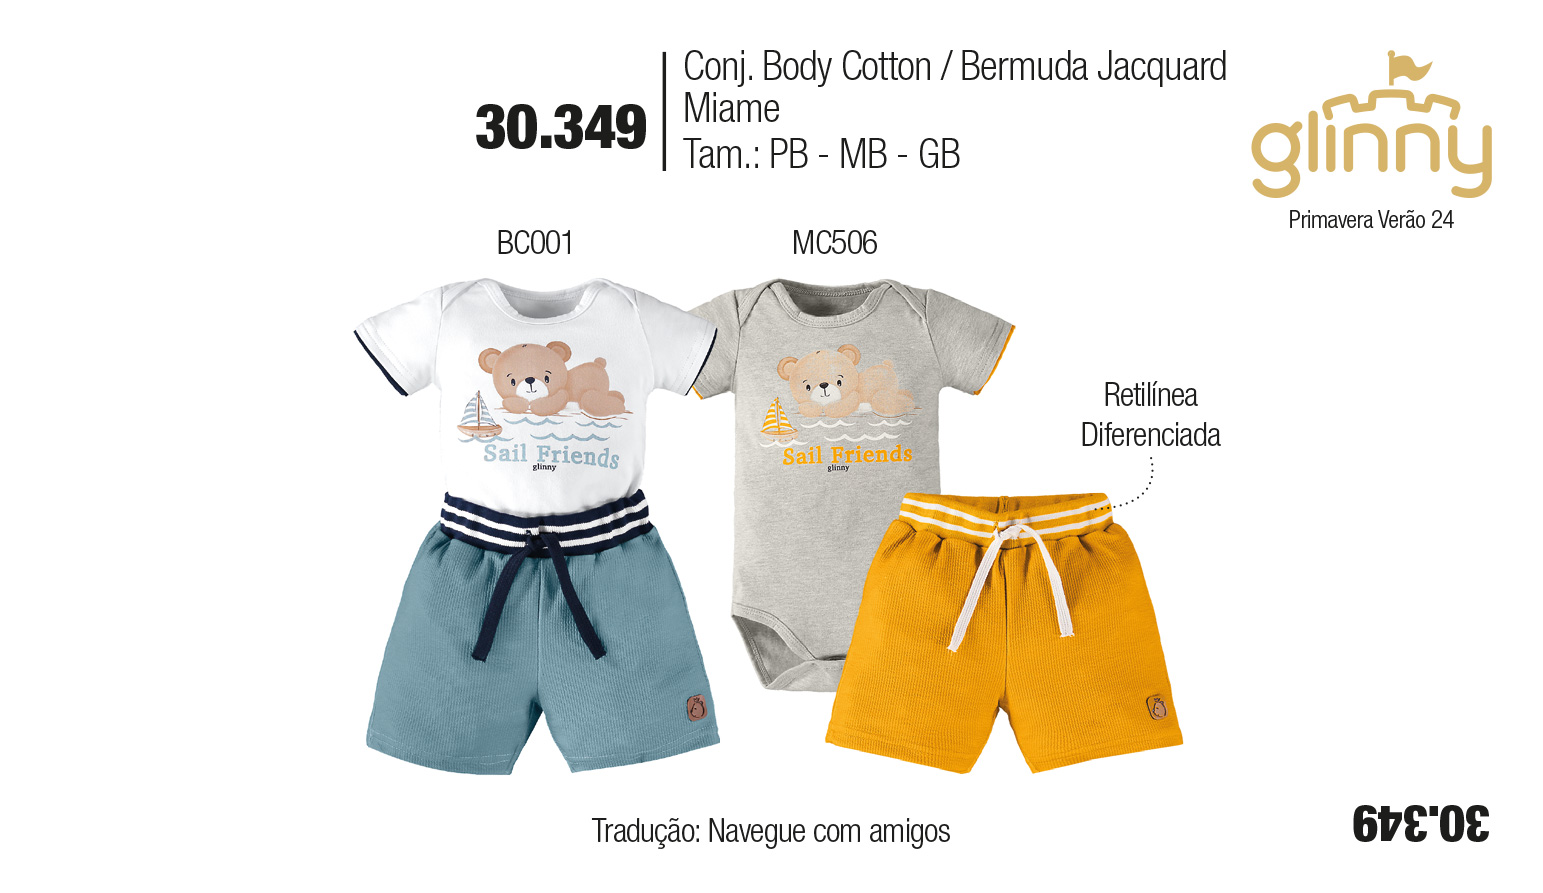 30.349
Conj. Body Cotton / Bermuda Jacquard
Miame
Tam.: PB - MB - GB
glinny
Primavera Verão 24
BC001
MC506
Sail Friends
glinny
Sail Friends
glinny
Retilínea
Diferenciada
Tradução: Navegue com amigos
30.349